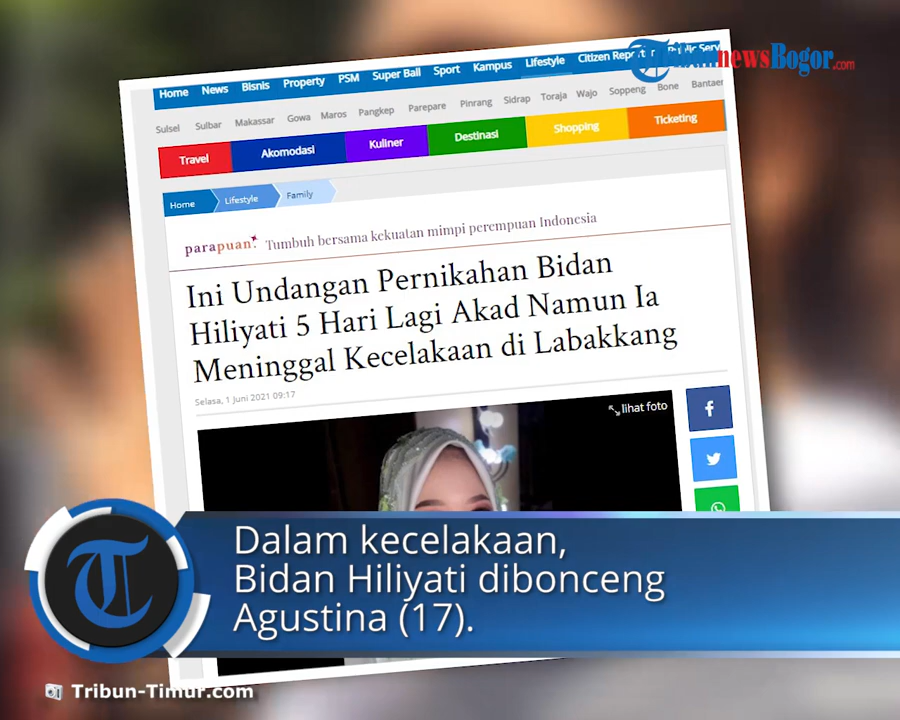 Home News Bisnis Property PSM Super Ball Sport Kampus Lifestyle Citizen Report
newsBogor.com
Sulsel Sulbar Makassar Gowa Maros Pangkep Parepare Pinrang Sidrap Toraja Wajo Soppeng Bone Bantaen
Travel Akomodasi Kuliner Destinasi Shopping Ticketing
Home Lifestyle Family
parapuan. Tumbuh bersama kekuatan mimpi perempuan Indonesia
Ini Undangan Pernikahan Bidan
Hiliyati 5 Hari Lagi Akad Namun Ia
Meninggal Kecelakaan di Labakkang
Selasa, 1 Juni 2021 09:17
lihat foto
Dalam kecelakaan,
Bidan Hiliyati dibonceng
Agustina (17).
Tribun-Timur.com